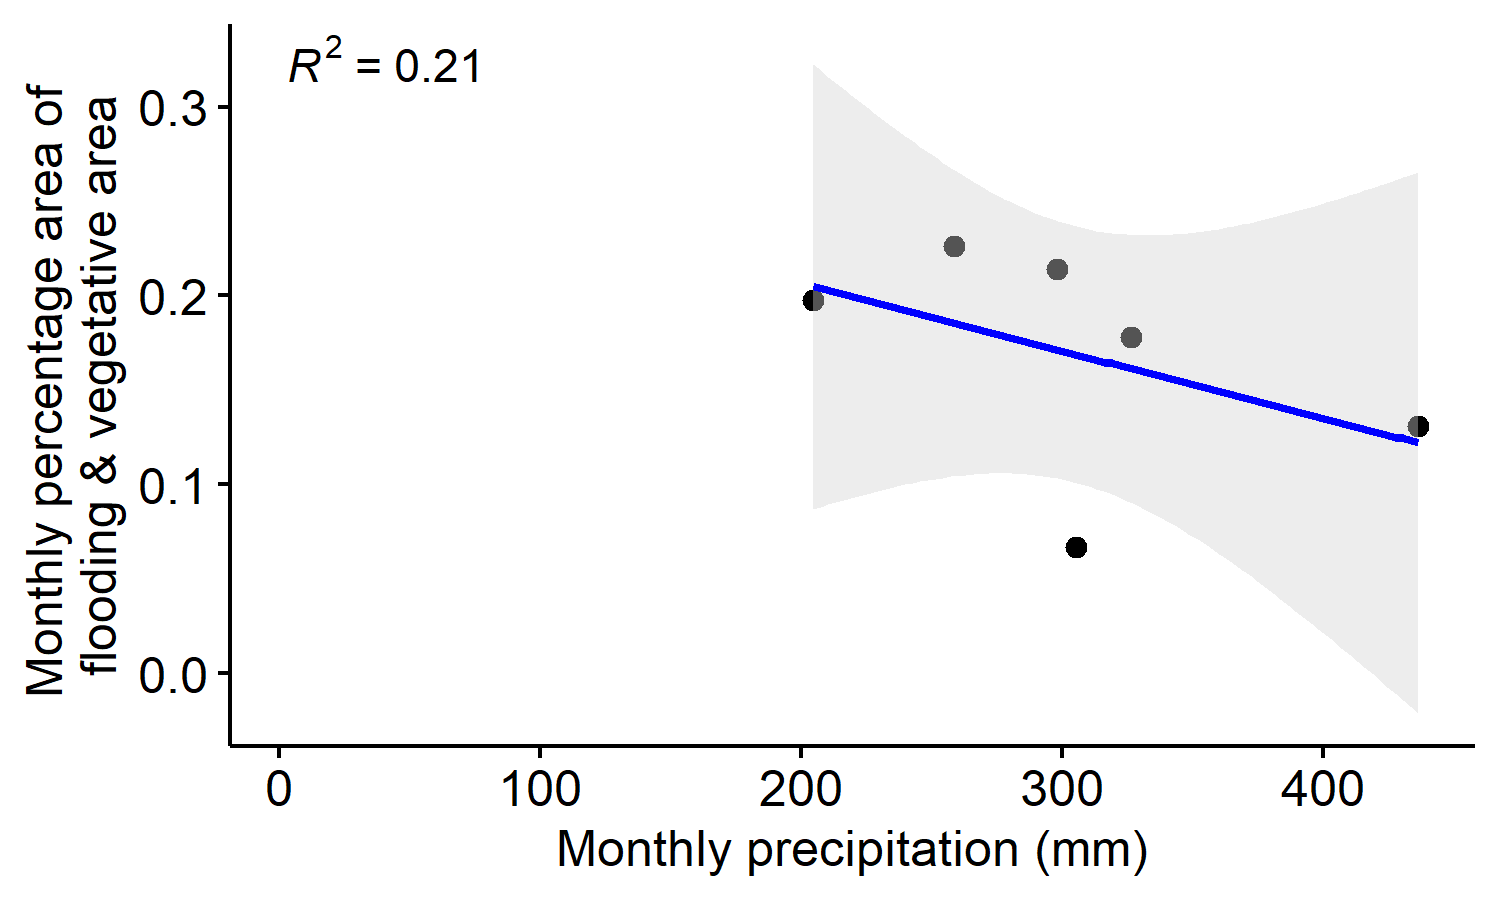 R² = 0.21
Monthly percentage area of
flooding & vegetative area
0.3
0.2
0.1
0.0
0 100 200 300 400
Monthly precipitation (mm)